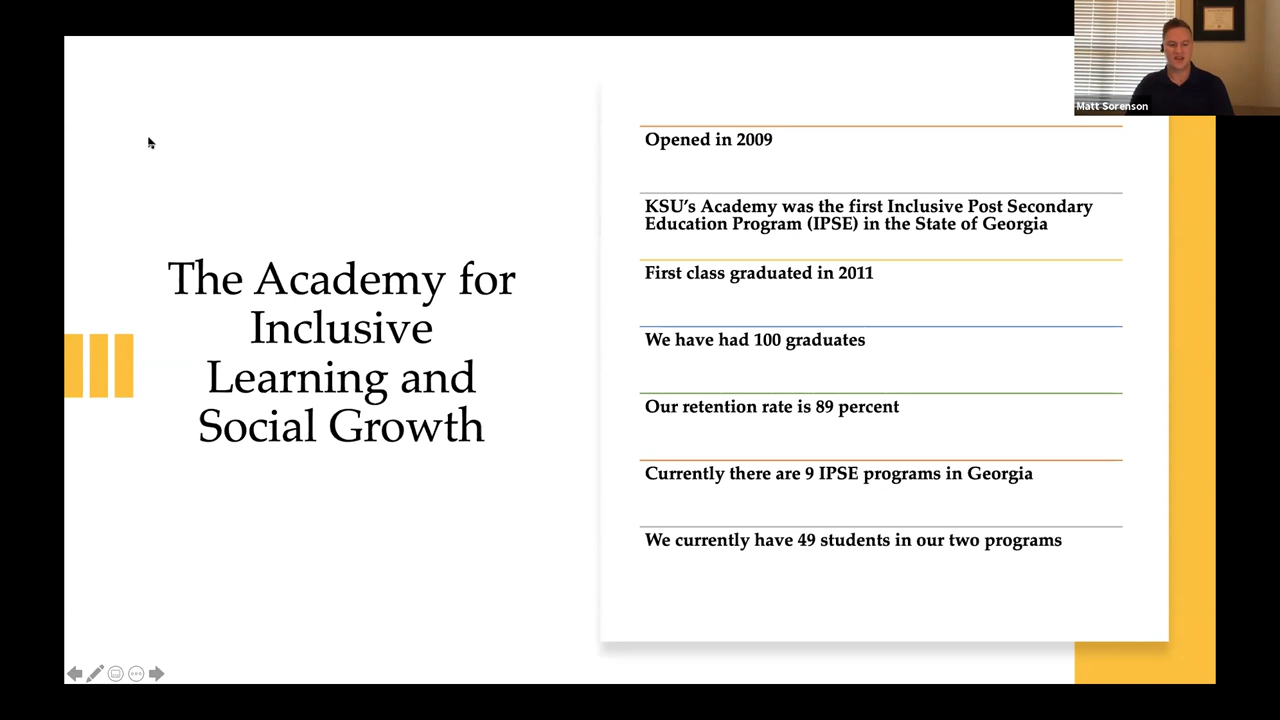 Matt Sorenson
The Academy for
Inclusive
Learning and
Social Growth
Opened in 2009
KSU’s Academy was the first Inclusive Post Secondary
Education Program (IPSE) in the State of Georgia
First class graduated in 2011
We have had 100 graduates
Our retention rate is 89 percent
Currently there are 9 IPSE programs in Georgia
We currently have 49 students in our two programs